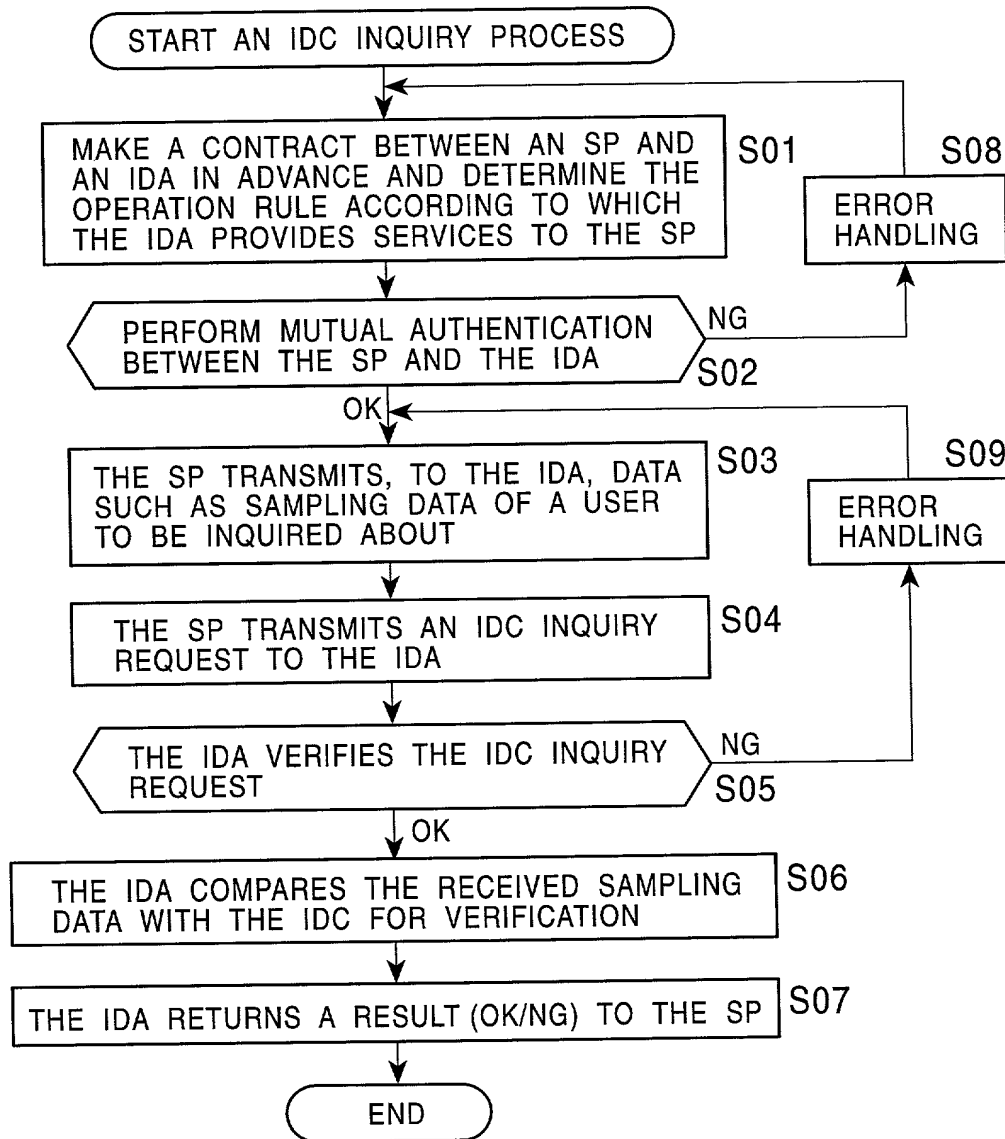 START AN IDC INQUIRY PROCESS
MAKE A CONTRACT BETWEEN AN SP AND
AN IDA IN ADVANCE AND DETERMINE THE
OPERATION RULE ACCORDING TO WHICH
THE IDA PROVIDES SERVICES TO THE SP
S01
S08
ERROR
HANDLING
PERFORM MUTUAL AUTHENTICATION
BETWEEN THE SP AND THE IDA
NG
S02
OK
THE SP TRANSMITS, TO THE IDA, DATA
SUCH AS SAMPLING DATA OF A USER
TO BE INQUIRED ABOUT
S03
S09
ERROR
HANDLING
THE SP TRANSMITS AN IDC INQUIRY
REQUEST TO THE IDA
S04
THE IDA VERIFIES THE IDC INQUIRY
REQUEST
NG
S05
OK
THE IDA COMPARES THE RECEIVED SAMPLING
DATA WITH THE IDC FOR VERIFICATION
S06
THE IDA RETURNS A RESULT (OK/NG) TO THE SP
S07
END